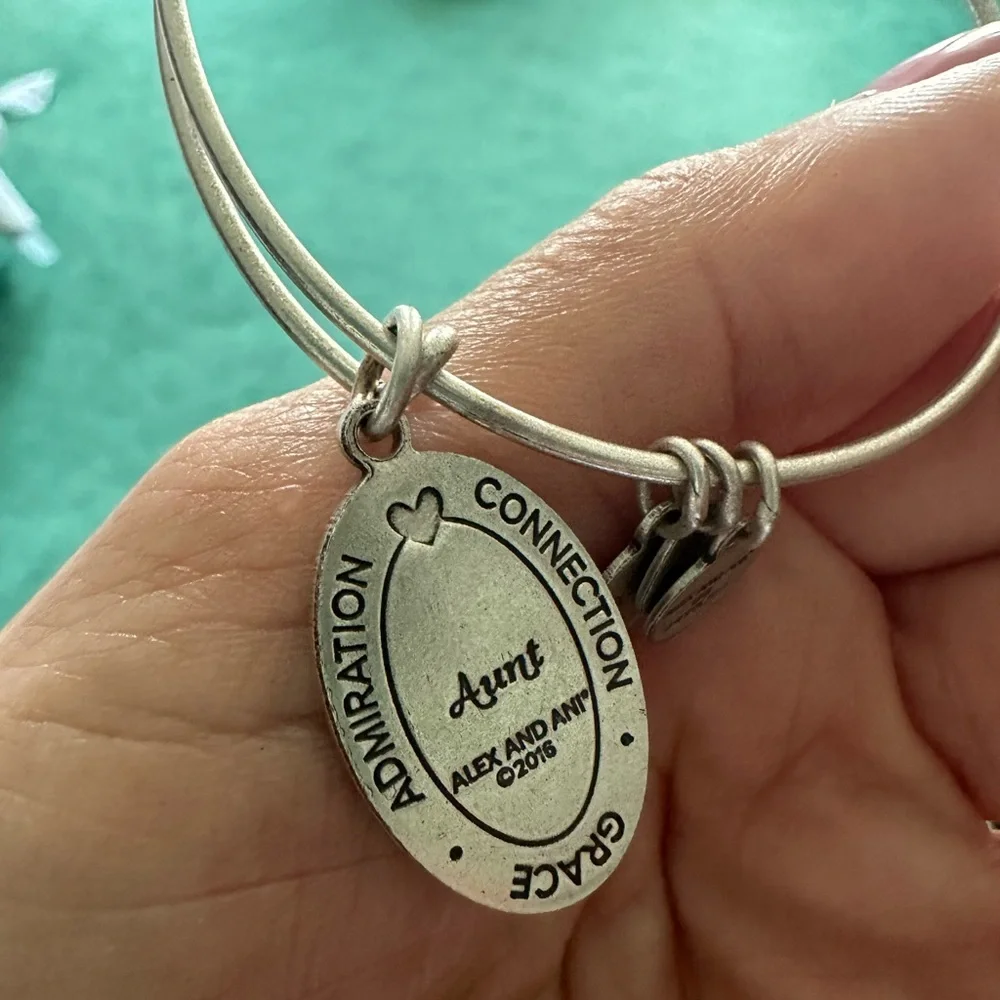 ADMIRATION
CONNECTION
GRACE
Aunt
ALEX AND ANI®
©2016